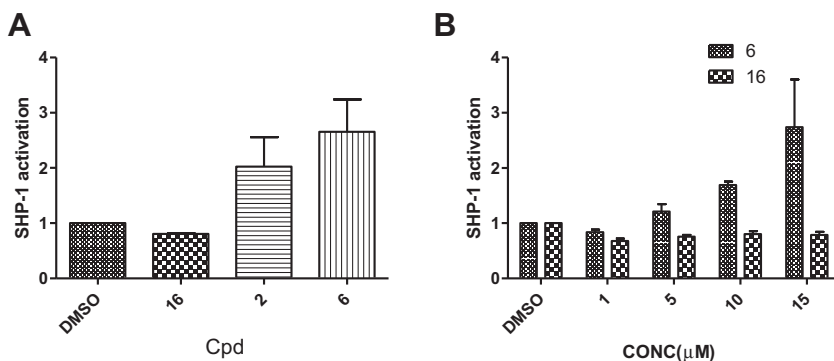 A
SHP-1 activation
4
3
2
1
0
DMSO
16
2
6
Cpd
B
6
16
SHP-1 activation
4
3
2
1
0
DMSO
1
5
10
15
CONC(μM)